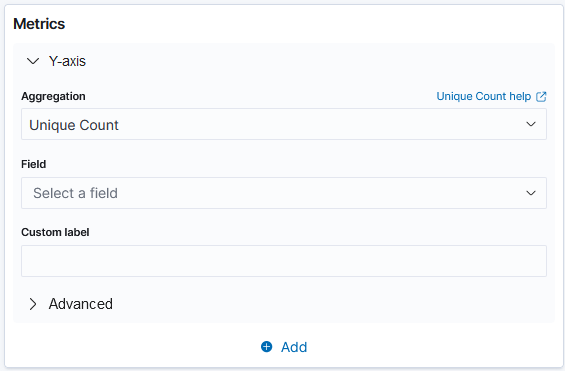 Metrics
Y-axis
Aggregation Unique Count help
Unique Count
Field
Select a field
Custom label
Advanced
Add